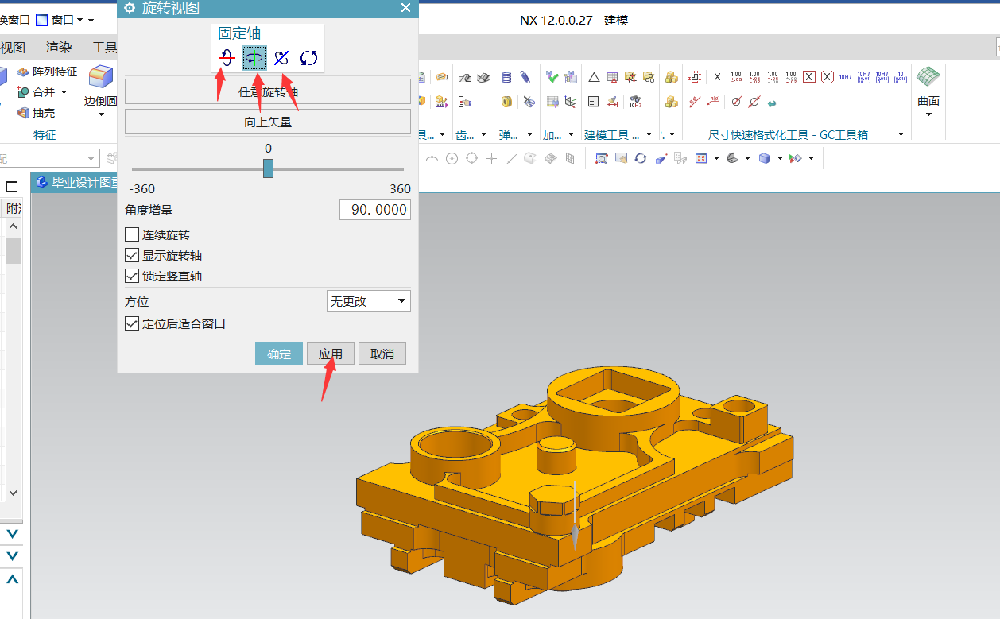 换窗口 窗口
NX 12.0.0.27 - 建模
视图 渲染 工具
阵列特征
合并
抽壳
边倒圆
特征
旋转视图
固定轴
任意旋转轴
向上矢量
0
-360 360
角度增量 90.0000
连续旋转
显示旋转轴
锁定竖直轴
方位 无更改
定位后适合窗口
确定 应用 取消
具... 齿... 弹... 加... 建模工具 ... 尺寸快速格式化工具 - GC工具箱
曲面
配
毕业设计图
附